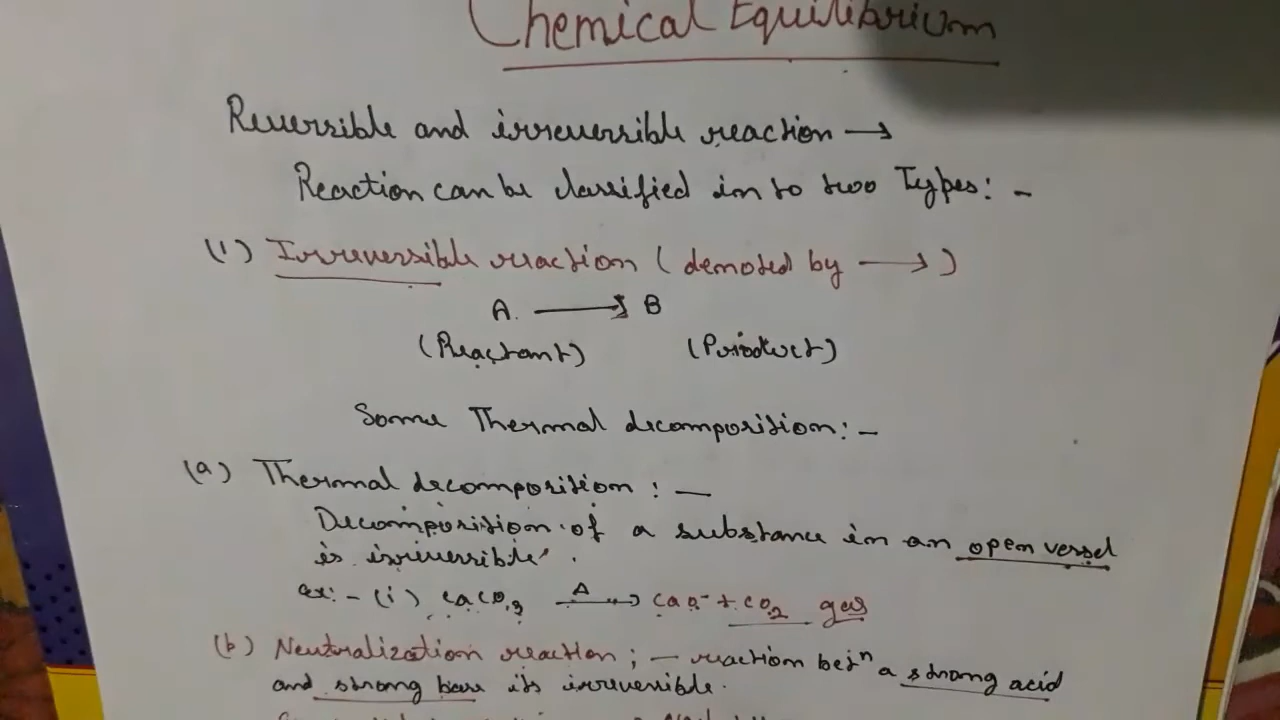 Chemical Equilibrium
Reversible and irreversible reaction →
Reaction can be classified in to two Types: -
(1) Irreversible reaction (denoted by ⟶)
A. ⟶ B
(Reactant) (Product)
Some Thermal decomposition: -
(a) Thermal decomposition : —
Decomposition of a substance in an open vessel
is irriversible.
ex: - (i) CaCO3 Δ⟶ CaO + CO2 gas
(b) Neutralization reaction; — reaction betⁿ a strong acid
and strong base its irreversible.